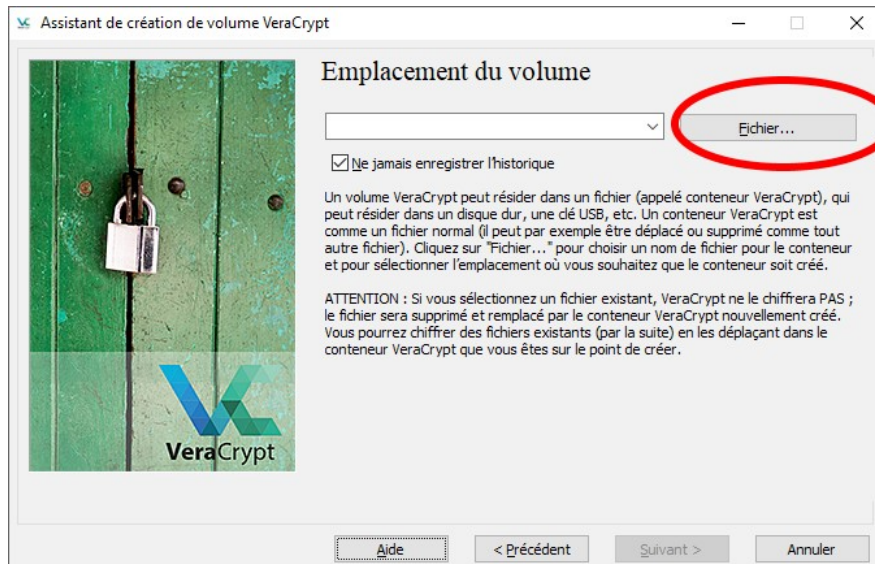 Assistant de création de volume VeraCrypt
Emplacement du volume
Fichier...
Ne jamais enregistrer l'historique
Un volume VeraCrypt peut résider dans un fichier (appelé conteneur VeraCrypt), qui
peut résider dans un disque dur, une clé USB, etc. Un conteneur VeraCrypt est
comme un fichier normal (il peut par exemple être déplacé ou supprimé comme tout
autre fichier). Cliquez sur "Fichier..." pour choisir un nom de fichier pour le conteneur
et pour sélectionner l'emplacement où vous souhaitez que le conteneur soit créé.
ATTENTION : Si vous sélectionnez un fichier existant, VeraCrypt ne le chiffrera PAS ;
le fichier sera supprimé et remplacé par le conteneur VeraCrypt nouvellement créé.
Vous pourrez chiffrer des fichiers existants (par la suite) en les déplaçant dans le
conteneur VeraCrypt que vous êtes sur le point de créer.
VeraCrypt
Aide
< Précédent
Suivant >
Annuler